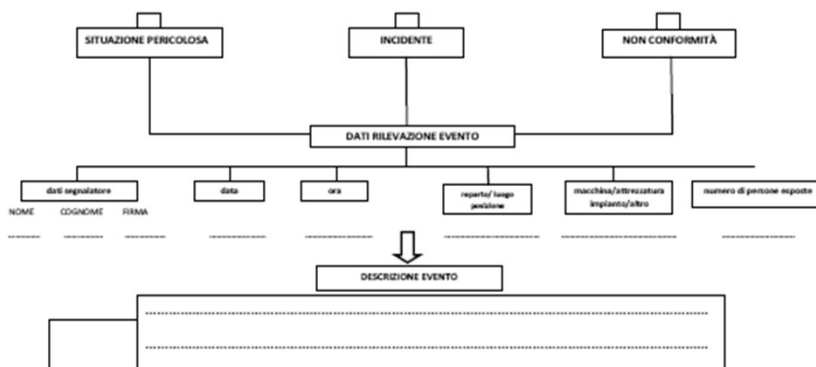 SITUAZIONE PERICOLOSA INCIDENTE NON CONFORMITÀ
DATI RILEVAZIONE EVENTO
dati segnalatore data ora reparto/ luogo posizione macchina/attrezzatura impianto/altro numero di persone esposte
NOME COGNOME FIRMA
DESCRIZIONE EVENTO